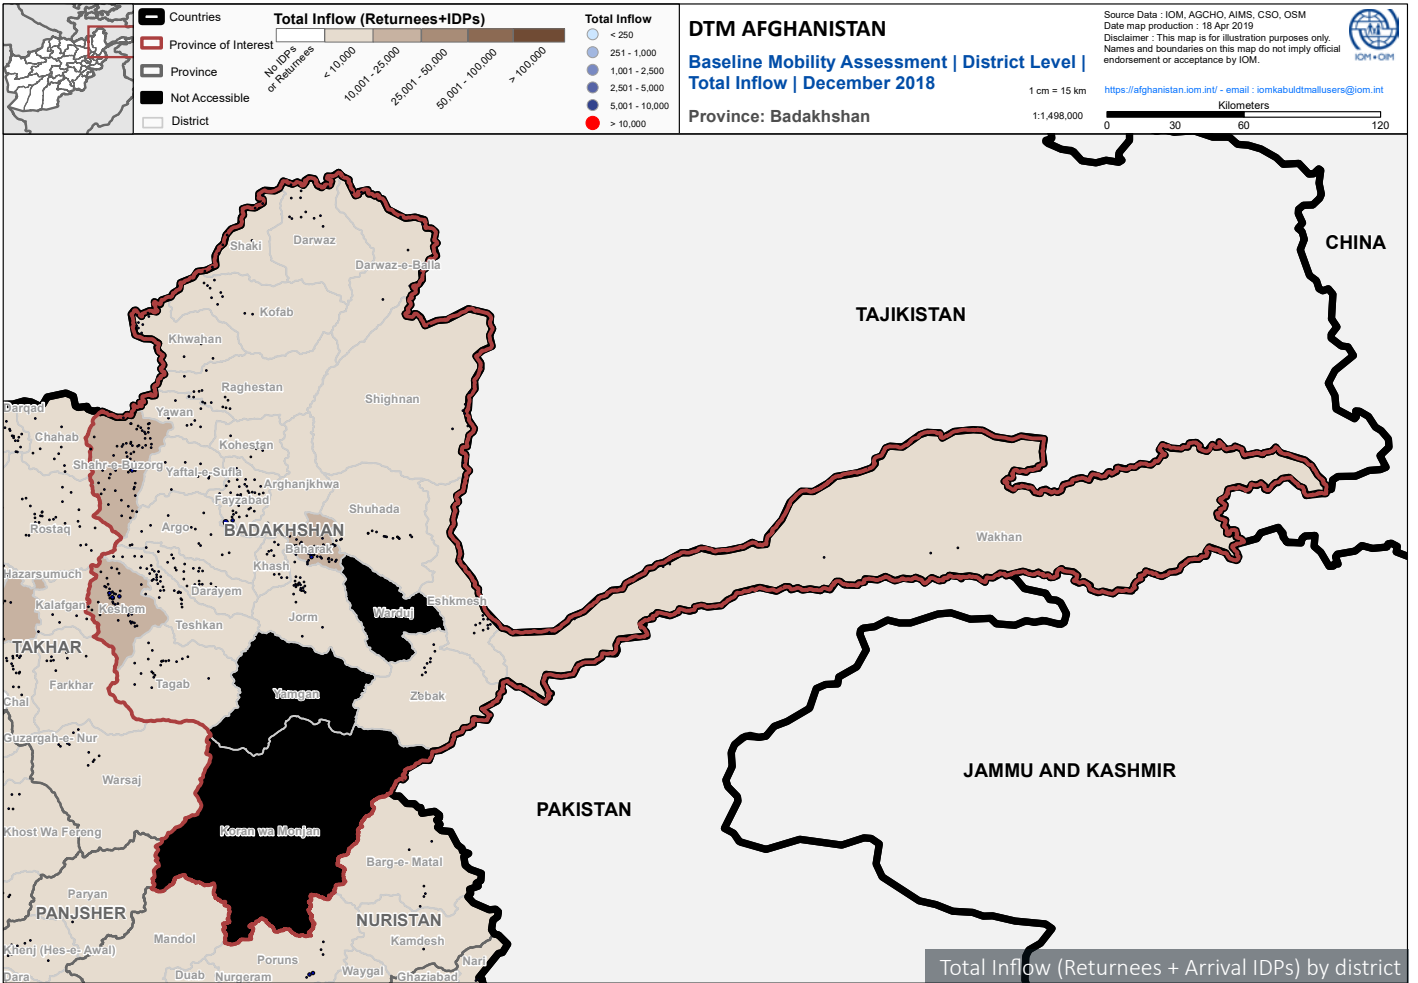 Countries
Province of Interest
Province
Not Accessible
District
Total Inflow (Returnees+IDPs)
No IDPs
or Returnees
< 10,000
10,001 - 25,000
25,001 - 50,000
50,001 - 100,000
> 100,000
Total Inflow
< 250
251 - 1,000
1,001 - 2,500
2,501 - 5,000
5,001 - 10,000
> 10,000
DTM AFGHANISTAN
Baseline Mobility Assessment | District Level |
Total Inflow | December 2018
Province: Badakhshan
1 cm = 15 km
1:1,498,000
Source Data : IOM, AGCHO, AIMS, CSO, OSM
Date map production : 18 Apr 2019
Disclaimer : This map is for illustration purposes only.
Names and boundaries on this map do not imply official
endorsement or acceptance by IOM.
https://afghanistan.iom.int/ - email : iomkabuldtmallusers@iom.int
Kilometers
0 30 60 120
IOM • OIM
CHINA
TAJIKISTAN
Shaki
Darwaz
Darwaz-e-Balla
Kofab
Khwahan
Raghestan
Shighnan
Darqad
Yawan
Chahab
Kohestan
Shahr-e-Buzorg
Yaftal-e-Sufla
Arghanjkhwa
Fayzabad
Shuhada
Rostaq
Argo
BADAKHSHAN
Wakhan
Baharak
Khash
Hazarsumuch
Darayem
Eshkmesh
Kalafgan
Keshem
Warduj
Jorm
Teshkan
TAKHAR
Farkhar
Tagab
Yamgan
Zebak
Chal
Guzargah-e- Nur
Warsaj
JAMMU AND KASHMIR
PAKISTAN
Khost Wa Fereng
Koran wa Monjan
Barg-e- Matal
Paryan
PANJSHER
NURISTAN
Mandol
Kamdesh
Khenj (Hes-e- Awal)
Poruns
Nari
Waygal
Dara
Duab
Nurgeram
Ghaziabad
Total Inflow (Returnees + Arrival IDPs) by district